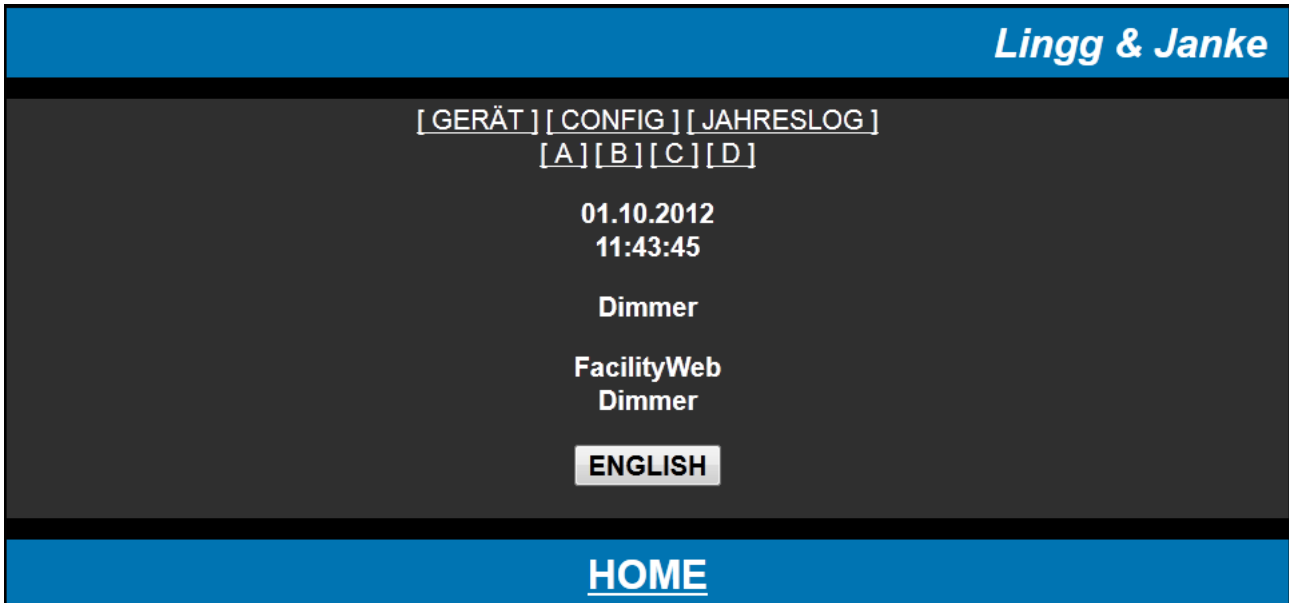 Lingg & Janke
[ GERÄT ] [ CONFIG ] [ JAHRESLOG ]
[ A ] [ B ] [ C ] [ D ]
01.10.2012
11:43:45
Dimmer
FacilityWeb
Dimmer
ENGLISH
HOME